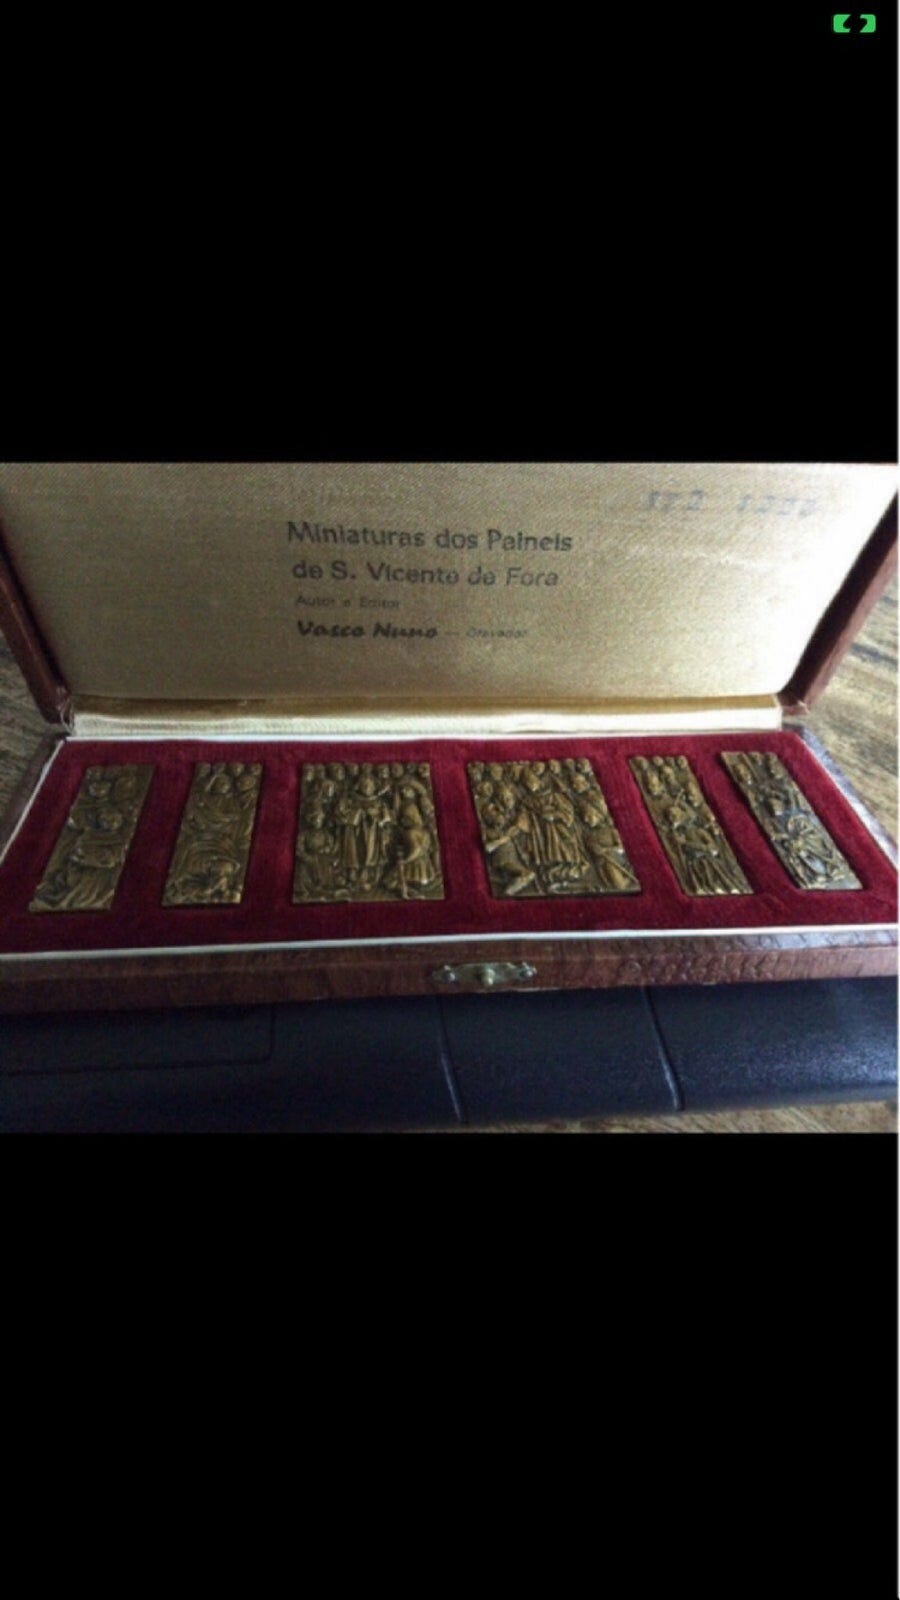 Miniaturas dos Paineis
de S. Vicente de Fora
Autor e Editor
Vasco Nuno — Gravador